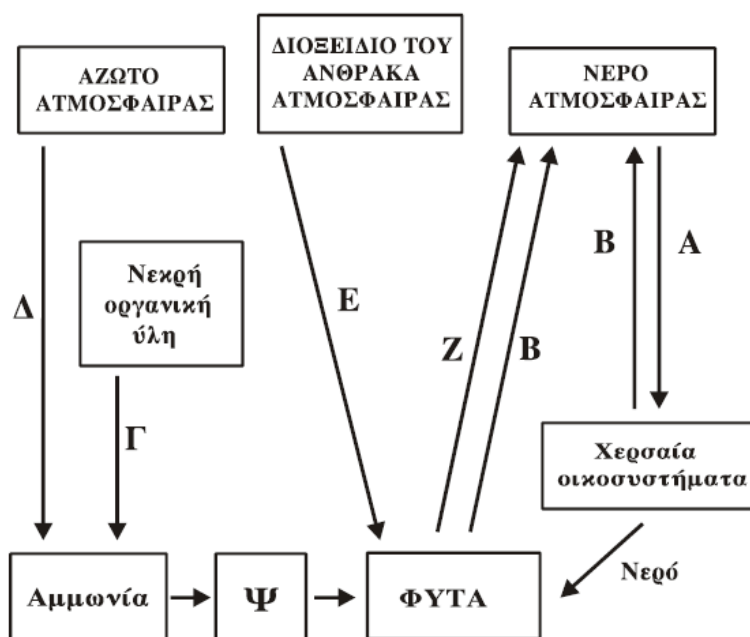 ΑΖΩΤΟ
ΑΤΜΟΣΦΑΙΡΑΣ
ΔΙΟΞΕΙΔΙΟ ΤΟΥ
ΑΝΘΡΑΚΑ
ΑΤΜΟΣΦΑΙΡΑΣ
ΝΕΡΟ
ΑΤΜΟΣΦΑΙΡΑΣ
Δ
Νεκρή
οργανική
ύλη
Γ
Ε
Ζ
Β
Β
Α
Χερσαία
οικοσυστήματα
Νερό
Αμμωνία
Ψ
ΦΥΤΑ